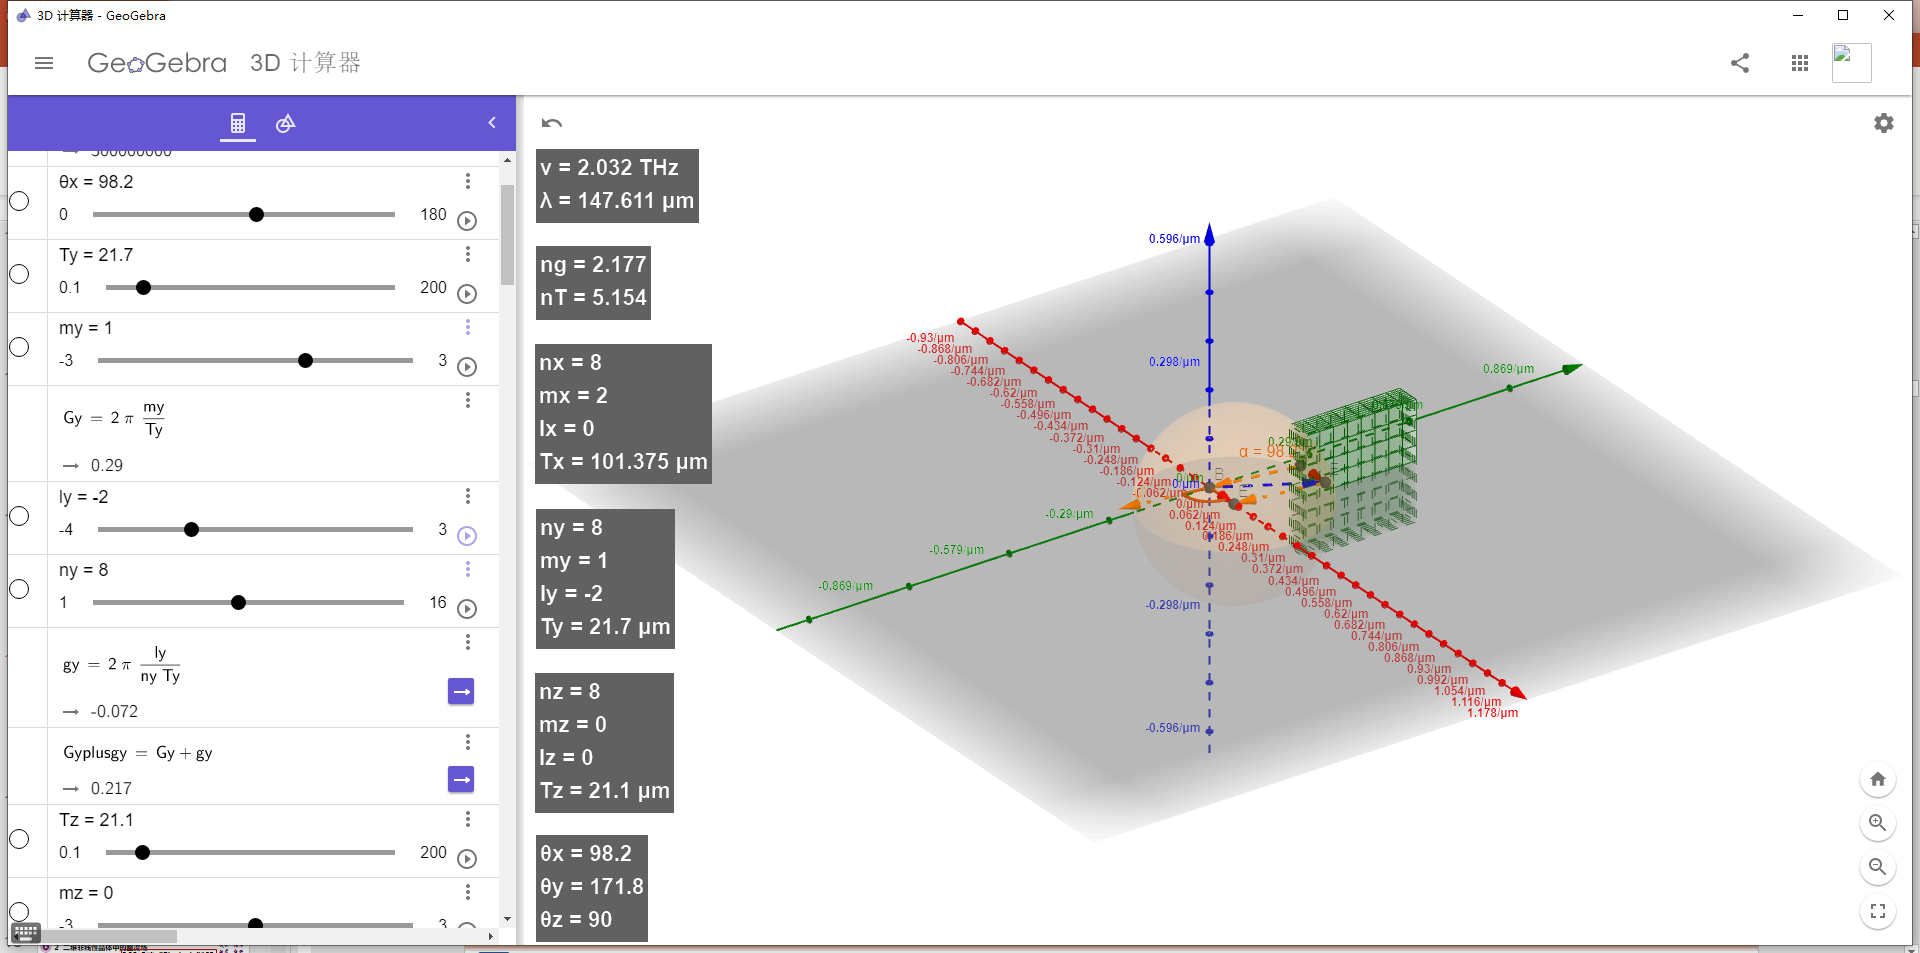 3D 计算器 - GeoGebra
GeoGebra 3D 计算器
300000000
θx = 98.2
0 180
Ty = 21.7
0.1 200
my = 1
-3 3
Gy = 2 π my / Ty
→ 0.29
ly = -2
-4 3
ny = 8
1 16
gy = 2 π ly / ny Ty
→ -0.072
Gyplusgy = Gy + gy
→ 0.217
Tz = 21.1
0.1 200
mz = 0
-3 3
v = 2.032 THz
λ = 147.611 μm
ng = 2.177
nT = 5.154
nx = 8
mx = 2
lx = 0
Tx = 101.375 μm
ny = 8
my = 1
ly = -2
Ty = 21.7 μm
nz = 8
mz = 0
lz = 0
Tz = 21.1 μm
θx = 98.2
θy = 171.8
θz = 90
0.596/μm
0.298/μm
0/μm
-0.298/μm
-0.596/μm
0.869/μm
-0.29/μm
-0.579/μm
-0.869/μm
-0.93/μm
-0.868/μm
-0.806/μm
-0.744/μm
-0.682/μm
-0.62/μm
-0.558/μm
-0.496/μm
-0.434/μm
-0.372/μm
-0.31/μm
-0.248/μm
-0.186/μm
-0.124/μm
-0.062/μm
0/μm
0.062/μm
0.124/μm
0.186/μm
0.248/μm
0.31/μm
0.372/μm
0.434/μm
0.496/μm
0.558/μm
0.62/μm
0.682/μm
0.744/μm
0.806/μm
0.868/μm
0.93/μm
0.992/μm
1.054/μm
1.116/μm
1.178/μm